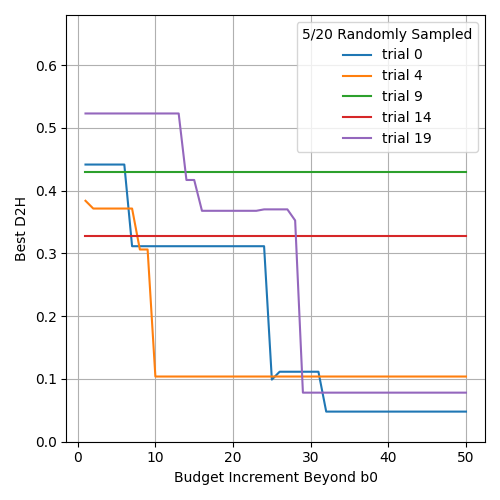 5/20 Randomly Sampled
trial 0
trial 4
trial 9
trial 14
trial 19
Best D2H
0.6
0.5
0.4
0.3
0.2
0.1
0.0
0 10 20 30 40 50
Budget Increment Beyond b0